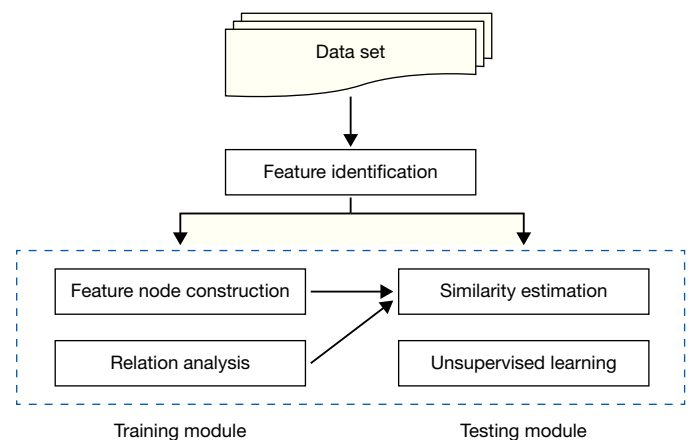 Data set
Feature identification
Feature node construction
Similarity estimation
Relation analysis
Unsupervised learning
Training module
Testing module